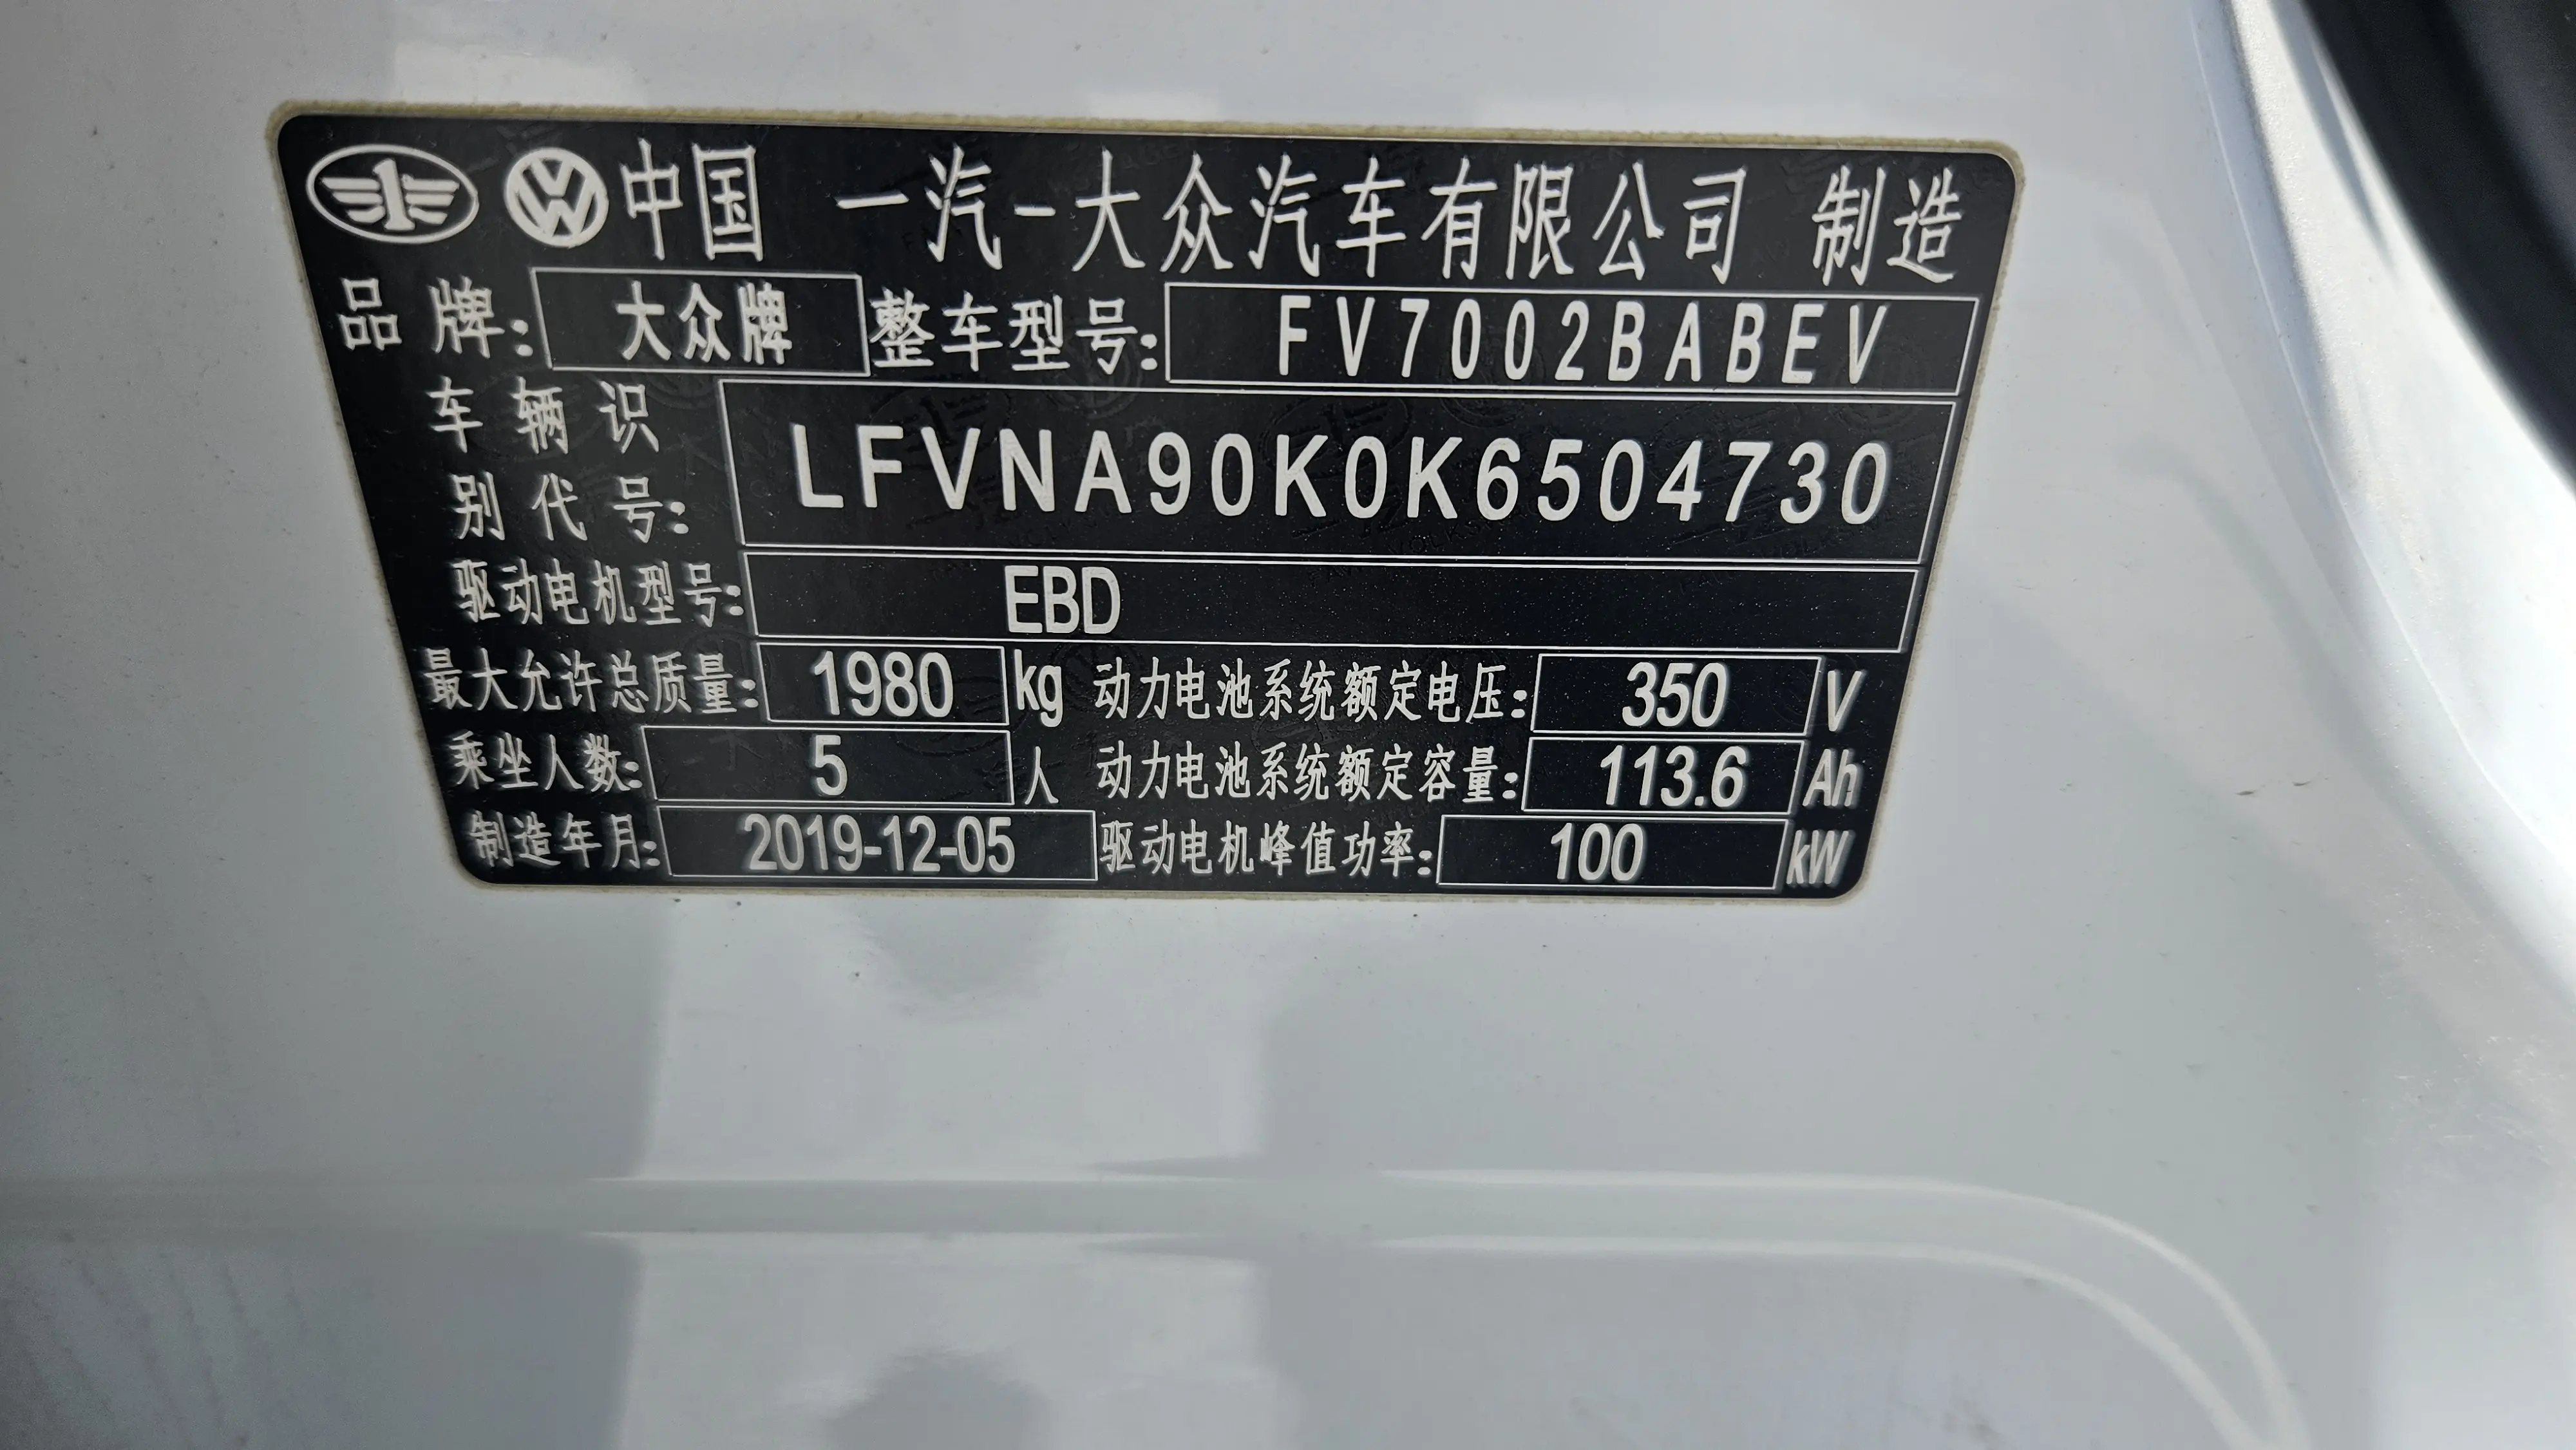 中国 一汽-大众汽车有限公司 制造
品牌: 大众牌 整车型号: FV7002BABEV
车辆识别代号: LFVNA90K0K6504730
驱动电机型号: EBD
最大允许总质量: 1980 kg 动力电池系统额定电压: 350 V
乘坐人数: 5 人 动力电池系统额定容量: 113.6 Ah
制造年月: 2019-12-05 驱动电机峰值功率: 100 kW